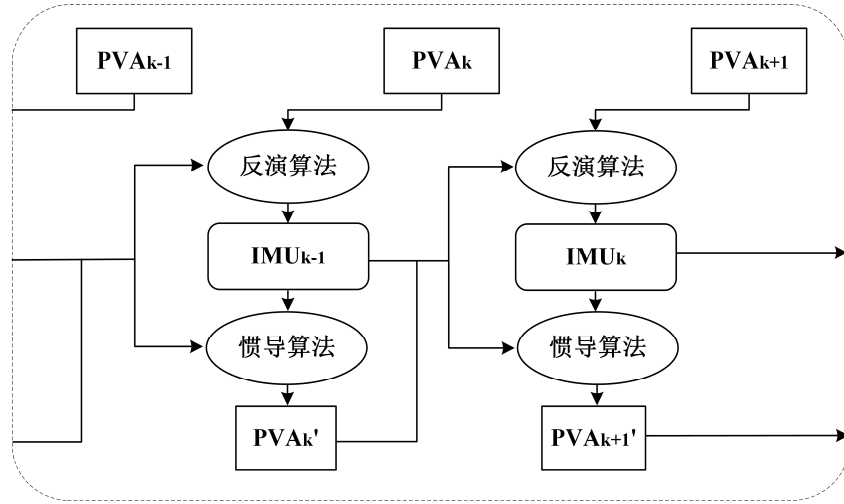 PVAk-1 PVAk PVAk+1
反演算法 反演算法
IMUk-1 IMUk
惯导算法 惯导算法
PVAk' PVAk+1'